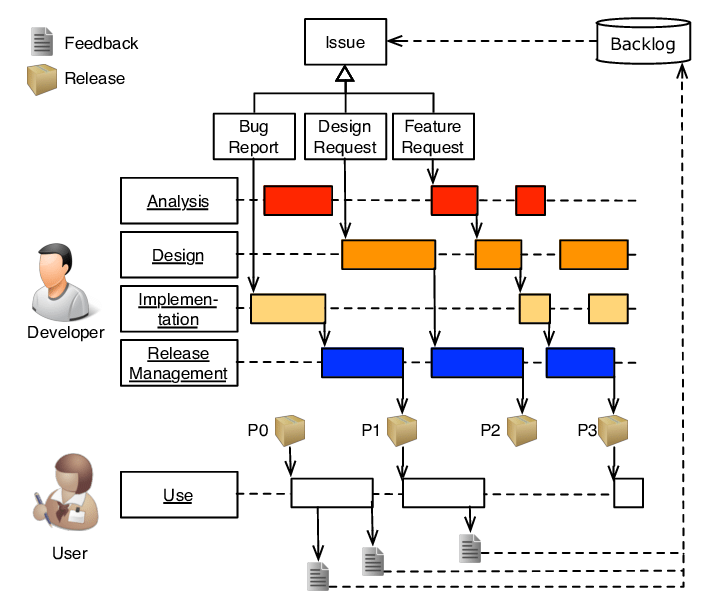 Feedback
Release
Issue
Backlog
Bug
Report
Design
Request
Feature
Request
Analysis
Design
Implemen-
tation
Developer
Release
Management
P0
P1
P2
P3
Use
User